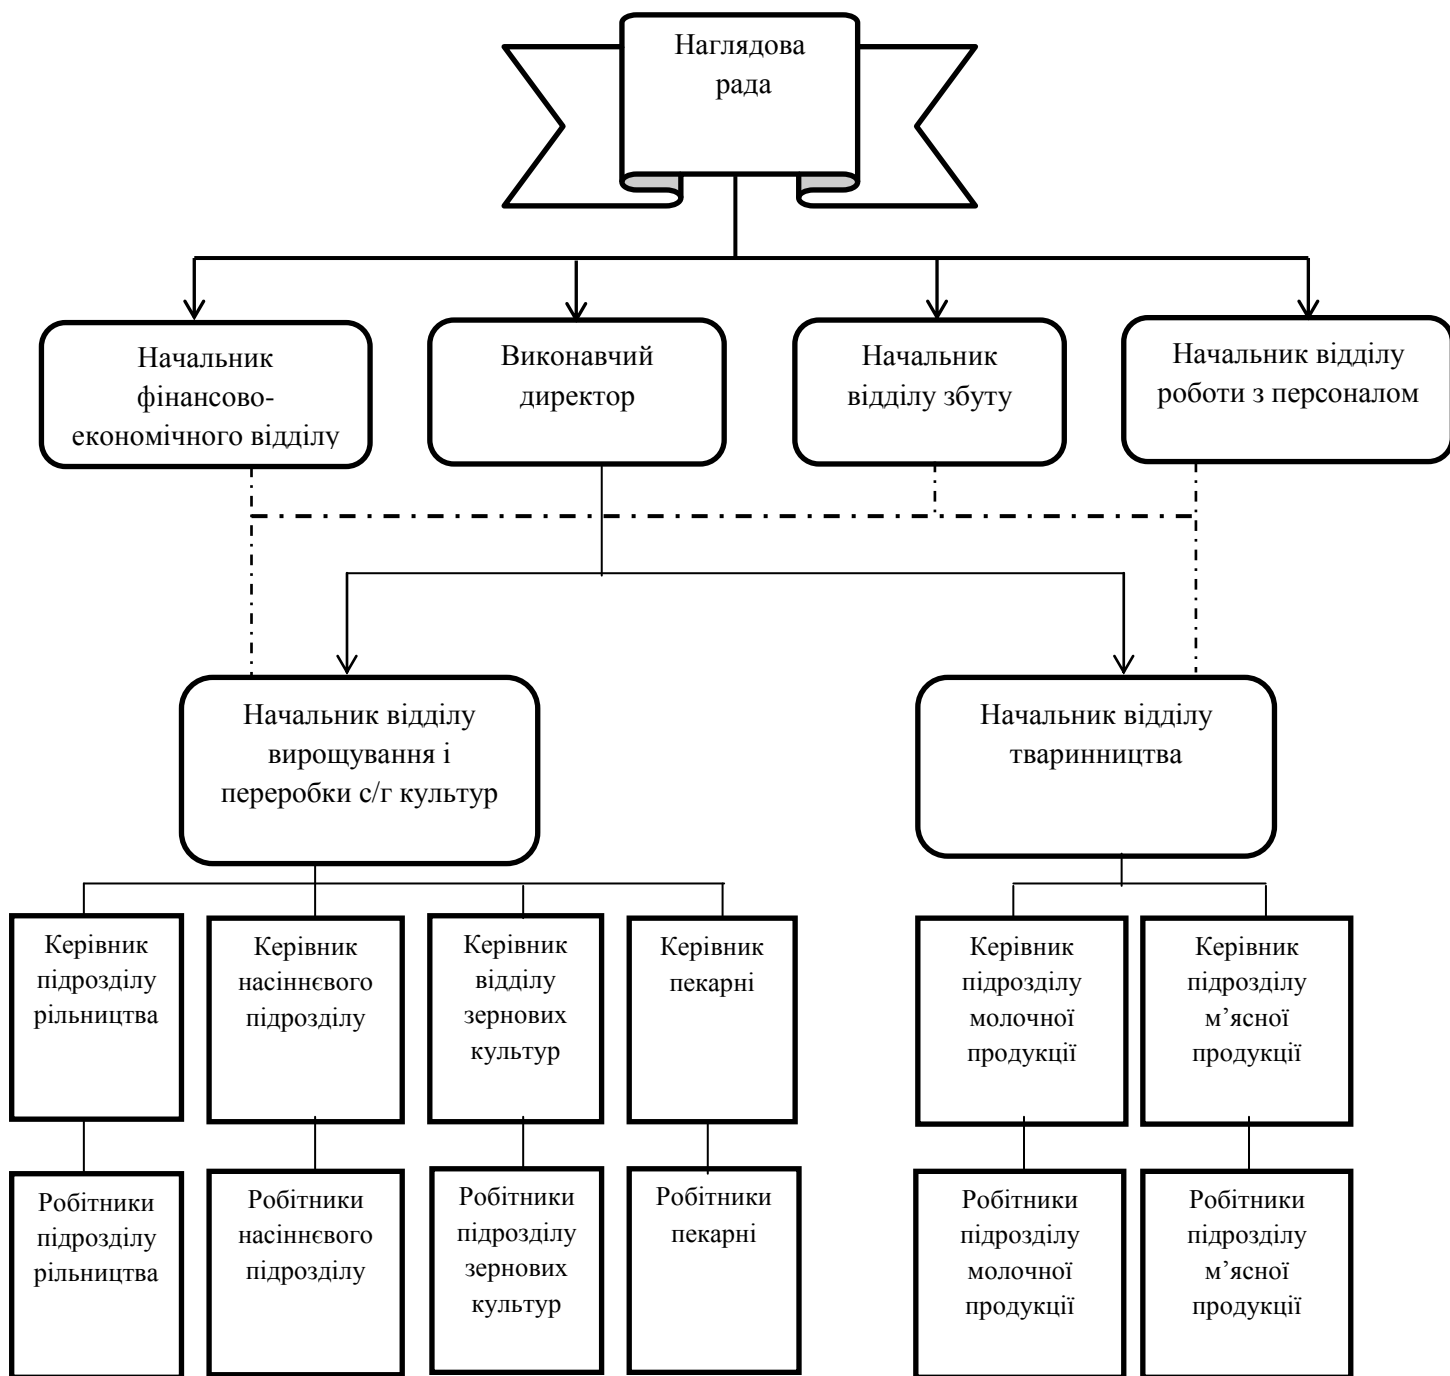 Наглядова
рада
Начальник
фінансово-
економічного відділу
Виконавчий
директор
Начальник
відділу збуту
Начальник відділу
роботи з персоналом
Начальник відділу
вирощування і
переробки с/г культур
Начальник відділу
тваринництва
Керівник
підрозділу
рільництва
Керівник
насіннєвого
підрозділу
Керівник
відділу
зернових
культур
Керівник
пекарні
Керівник
підрозділу
молочної
продукції
Керівник
підрозділу
м’ясної
продукції
Робітники
підрозділу
рільництва
Робітники
насіннєвого
підрозділу
Робітники
підрозділу
зернових
культур
Робітники
пекарні
Робітники
підрозділу
молочної
продукції
Робітники
підрозділу
м’ясної
продукції